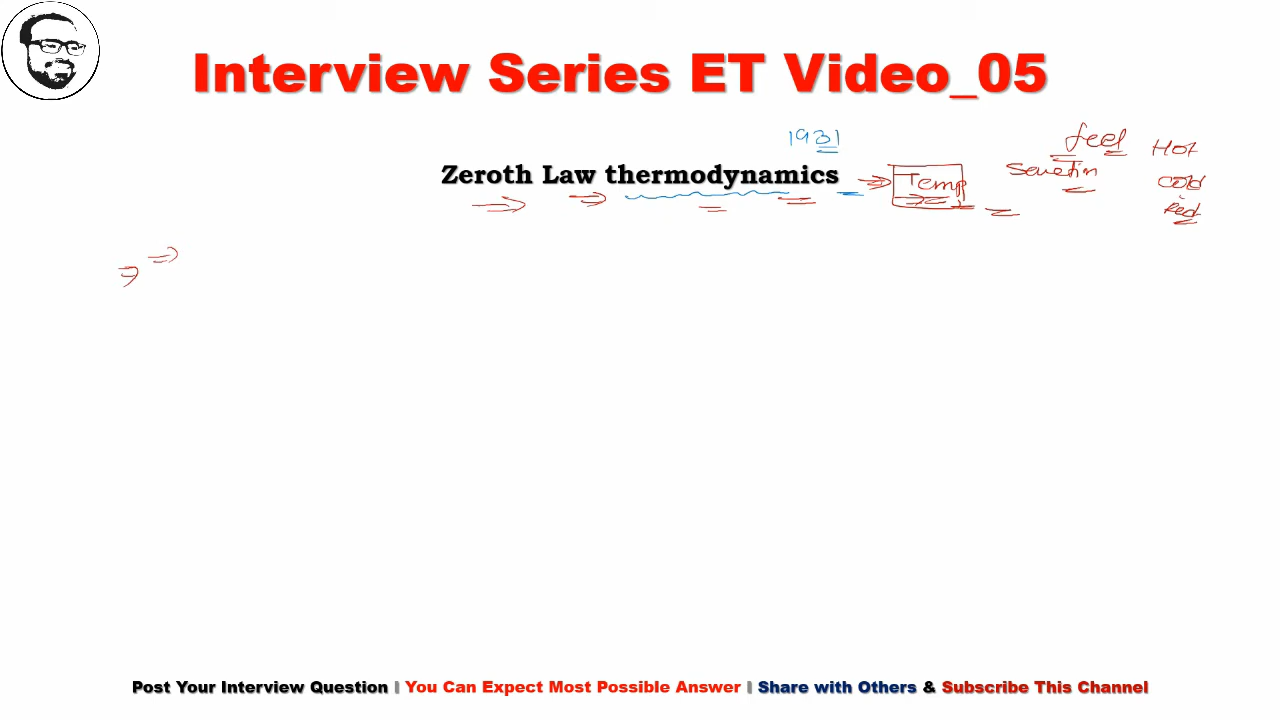 Interview Series ET Video_05
1931
Zeroth Law thermodynamics
Temp
feel
Hot
cold
Red
Post Your Interview Question | You Can Expect Most Possible Answer | Share with Others & Subscribe This Channel